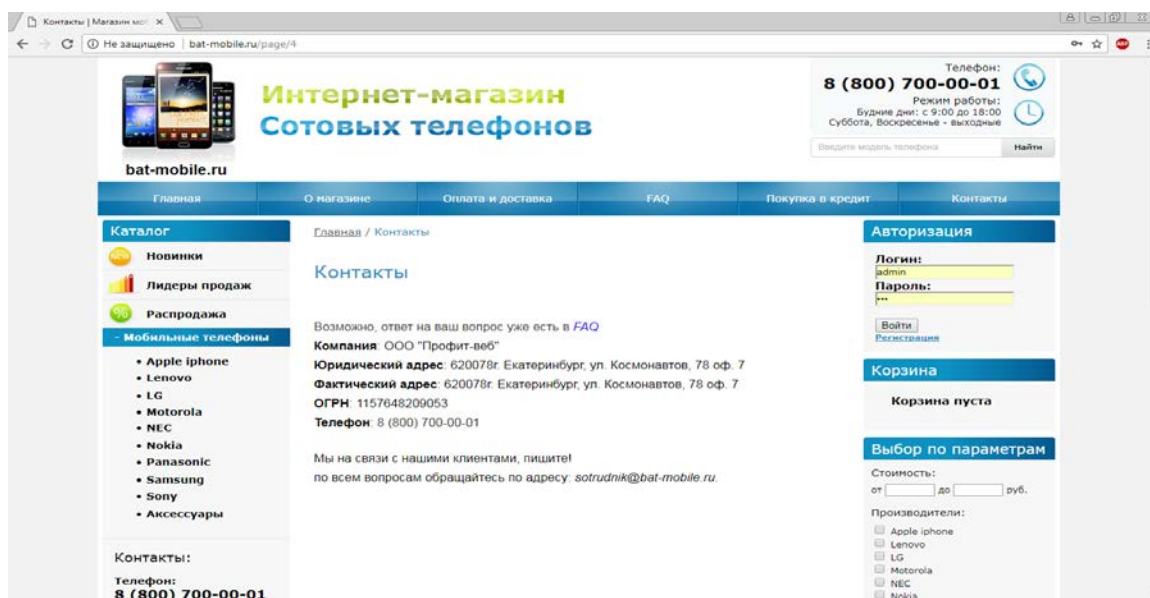 Контакты | Магазин моб
Не защищено | bat-mobile.ru/page/4
ABP
Интернет-магазин
Сотовых телефонов
bat-mobile.ru
Телефон:
8 (800) 700-00-01
Режим работы:
Будние дни: с 9:00 до 18:00
Суббота, Воскресенье - выходные
Введите модель телефона
Найти
Главная
О магазине
Оплата и доставка
FAQ
Покупка в кредит
Контакты
Каталог
NEW
Новинки
Лидеры продаж
%
Распродажа
- Мобильные телефоны
• Apple iphone
• Lenovo
• LG
• Motorola
• NEC
• Nokia
• Panasonic
• Samsung
• Sony
• Аксессуары
Контакты:
Телефон:
8 (800) 700-00-01
Главная / Контакты
Контакты
Возможно, ответ на ваш вопрос уже есть в FAQ
Компания: ООО "Профит-веб"
Юридический адрес: 620078г. Екатеринбург, ул. Космонавтов, 78 оф. 7
Фактический адрес: 620078г. Екатеринбург, ул. Космонавтов, 78 оф. 7
ОГРН: 1157648209053
Телефон: 8 (800) 700-00-01
Мы на связи с нашими клиентами, пишите!
по всем вопросам обращайтесь по адресу: sotrudnik@bat-mobile.ru.
Авторизация
Логин:
admin
Пароль:
•••
Войти
Регистрация
Корзина
Корзина пуста
Выбор по параметрам
Стоимость:
от до руб.
Производители:
Apple iphone
Lenovo
LG
Motorola
NEC
Nokia